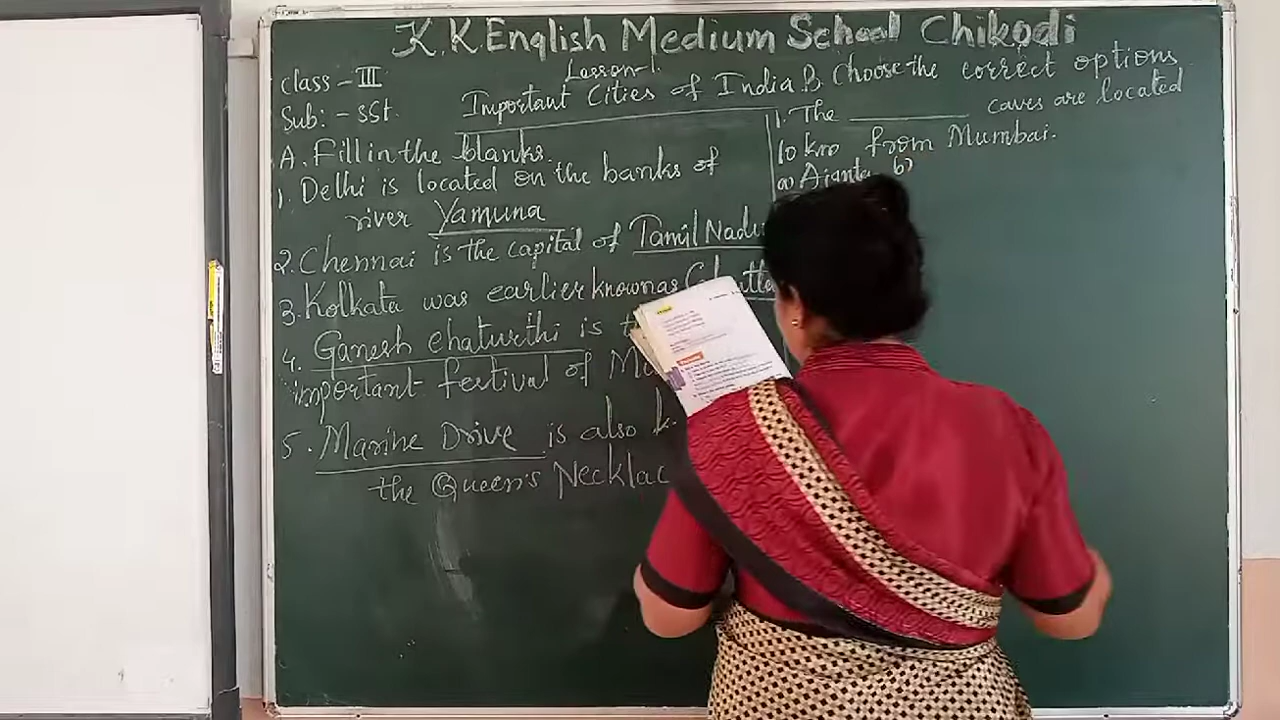 K.K.English Medium School Chikodi
class - III
Sub: - SSt.
Lesson-1.
Important Cities of India
A. Fill in the blanks.
1. Delhi is located on the banks of
river Yamuna
2. Chennai is the capital of Tamil Nadu
3. Kolkata was earlier known as
4. Ganesh chaturthi is
important festival of
5. Marine Drive is also
the Queen's
B. Choose the correct options
1. The ________ caves are located
10 km from Mumbai.
a) Ajanta b)